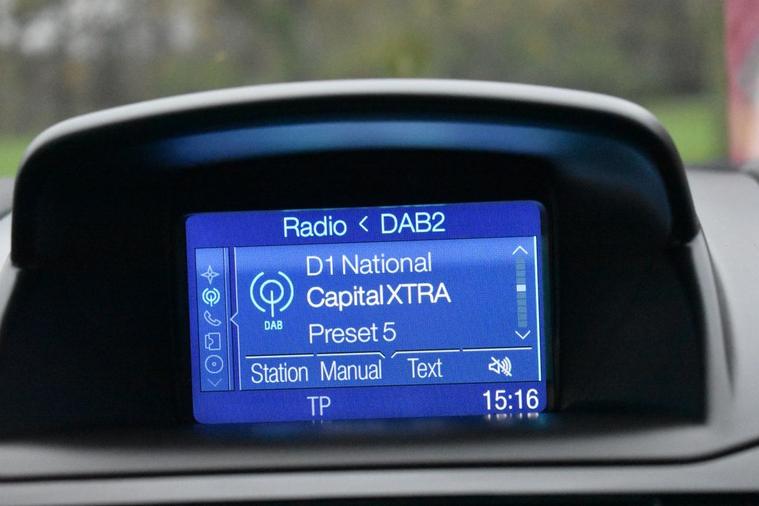 Radio < DAB2
D1 National
Capital XTRA
DAB
Preset 5
Station Manual Text
TP 15:16